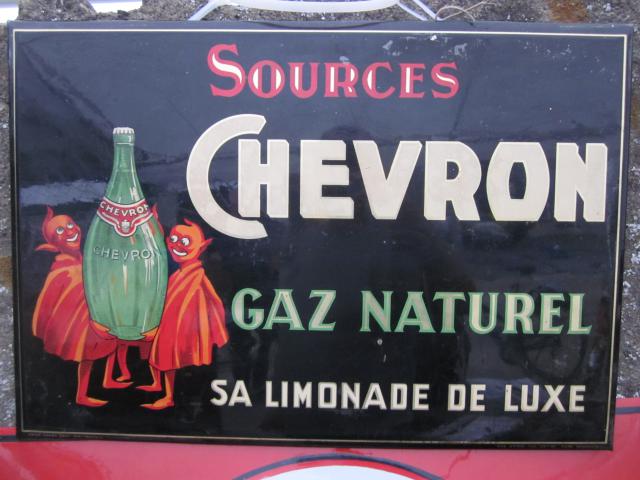 SOURCES
CHEVRON
CHEVRON
CHEVRON
GAZ NATUREL
SA LIMONADE DE LUXE